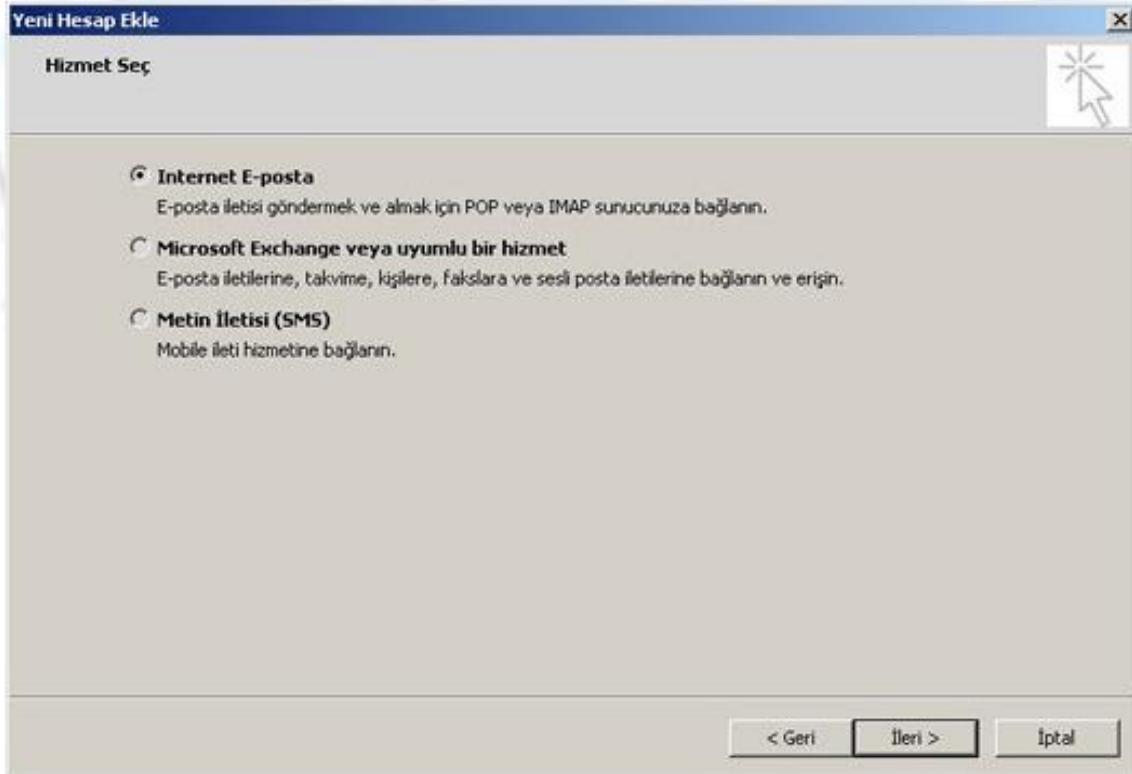 Yeni Hesap Ekle
Hizmet Seç
Internet E-posta
E-posta iletisi göndermek ve almak için POP veya IMAP sunucunuza bağlanın.
Microsoft Exchange veya uyumlu bir hizmet
E-posta iletilerine, takvime, kişilere, fakslara ve sesli posta iletilerine bağlanın ve erişin.
Metin İletisi (SMS)
Mobile ileti hizmetine bağlanın.
< Geri İleri > İptal